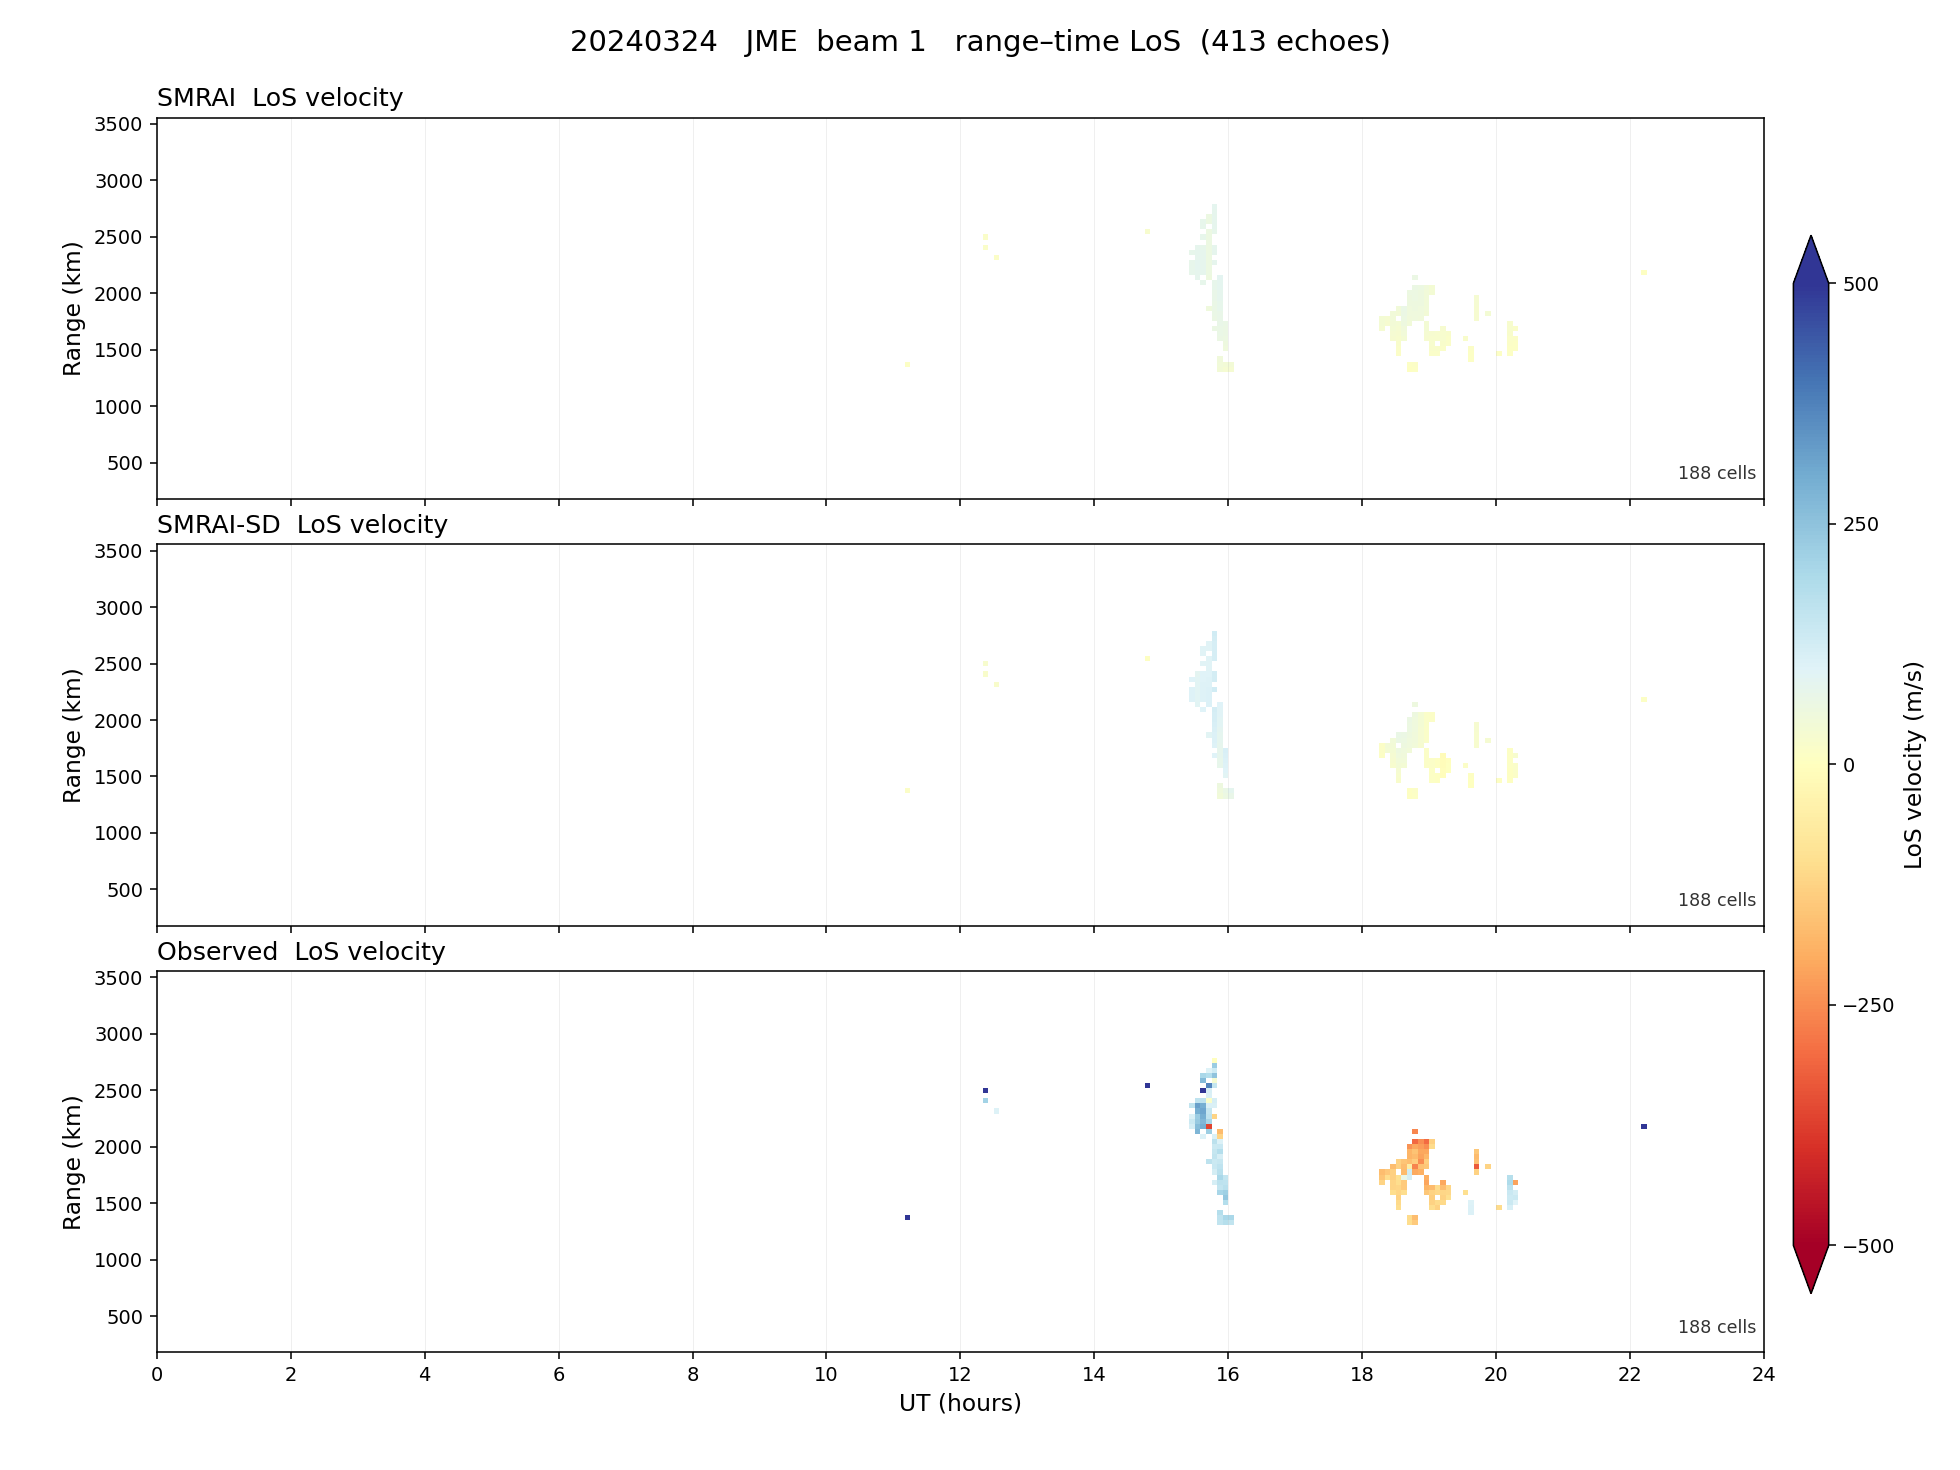 20240324   JME  beam 1   range–time LoS  (413 echoes)
SMRAI  LoS velocity
3500
3000
2500
2000
1500
1000
500
Range (km)
188 cells
SMRAI-SD  LoS velocity
3500
3000
2500
2000
1500
1000
500
Range (km)
188 cells
Observed  LoS velocity
3500
3000
2500
2000
1500
1000
500
Range (km)
188 cells
0 2 4 6 8 10 12 14 16 18 20 22 24
UT (hours)
500
250
0
−250
−500
LoS velocity (m/s)